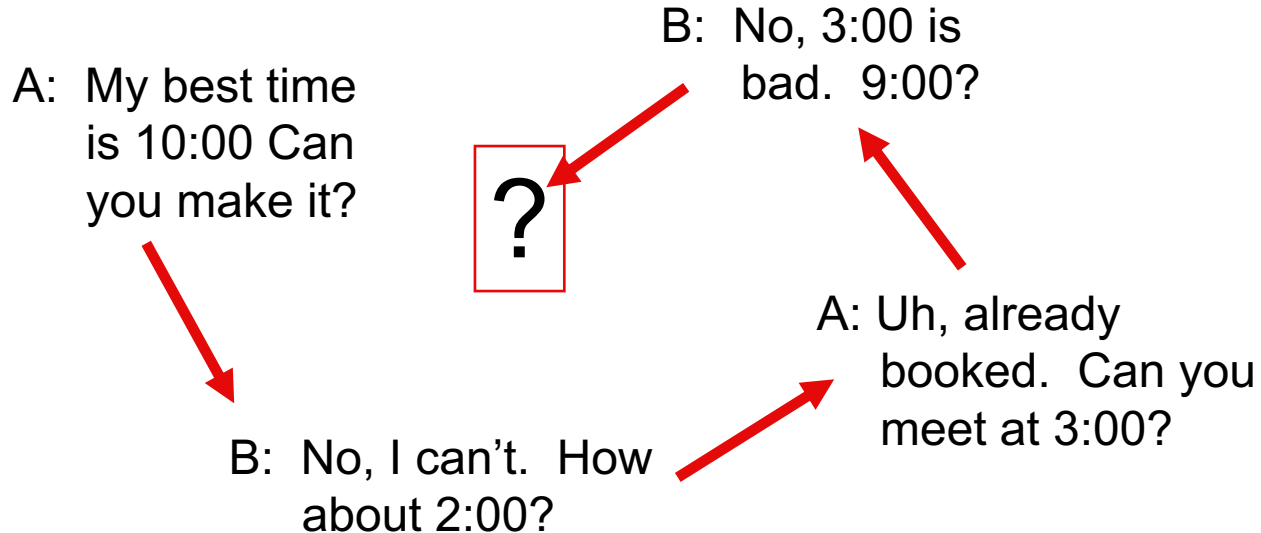 A: My best time
is 10:00 Can
you make it?
B: No, I can’t. How
about 2:00?
A: Uh, already
booked. Can you
meet at 3:00?
B: No, 3:00 is
bad. 9:00?
?